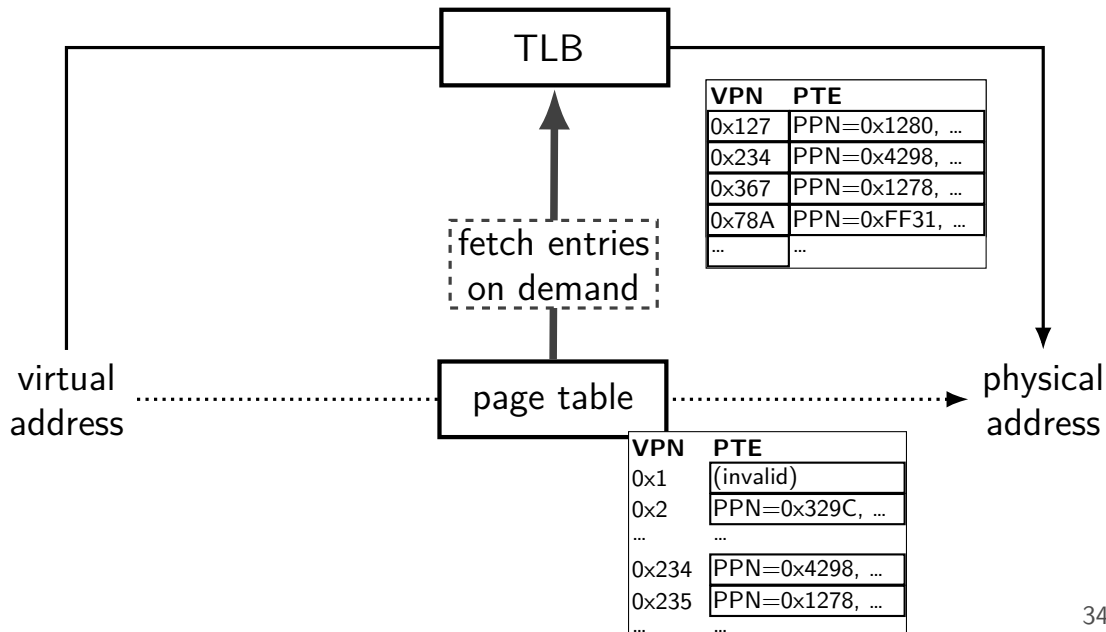 TLB
VPN PTE
0x127 PPN=0x1280, …
0x234 PPN=0x4298, …
0x367 PPN=0x1278, …
0x78A PPN=0xFF31, …
… …
fetch entries
on demand
virtual
address
page table
physical
address
VPN PTE
0x1 (invalid)
0x2 PPN=0x329C, …
… …
0x234 PPN=0x4298, …
0x235 PPN=0x1278, …
… …
34